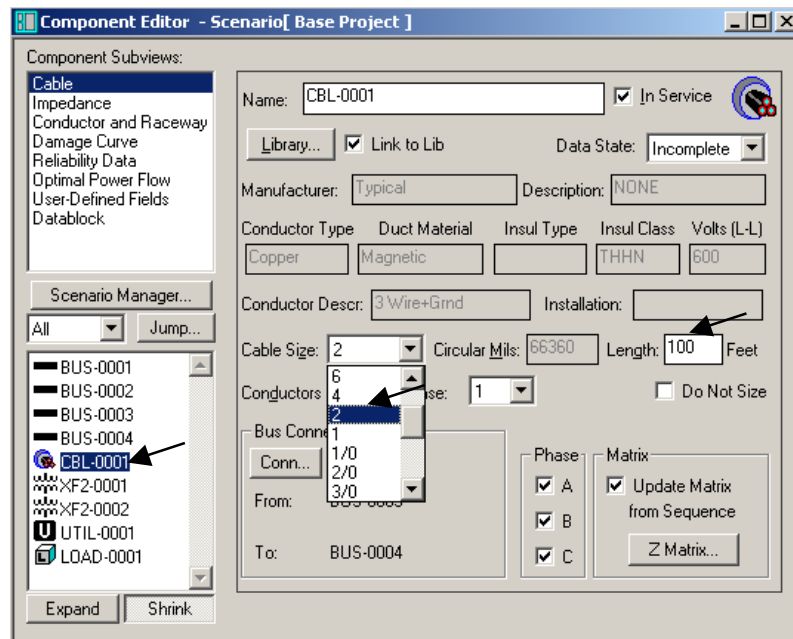 Component Editor - Scenario[ Base Project ]
Component Subviews:
Cable
Impedance
Conductor and Raceway
Damage Curve
Reliability Data
Optimal Power Flow
User-Defined Fields
Datablock
Scenario Manager...
All Jump...
BUS-0001
BUS-0002
BUS-0003
BUS-0004
CBL-0001
XF2-0001
XF2-0002
U UTIL-0001
LOAD-0001
Expand Shrink
Name: CBL-0001 In Service
Library... Link to Lib Data State: Incomplete
Manufacturer: Typical Description: NONE
Conductor Type Duct Material Insul Type Insul Class Volts (L-L)
Copper Magnetic THHN 600
Conductor Descr: 3 Wire+Grnd Installation:
Cable Size: 2 Circular Mils: 66360 Length: 100 Feet
6
4
2
1
1/0
2/0
3/0
Conductors se: 1 Do Not Size
Bus Conne
Conn...
From:
To: BUS-0004
Phase
A
B
C
Matrix
Update Matrix
from Sequence
Z Matrix...